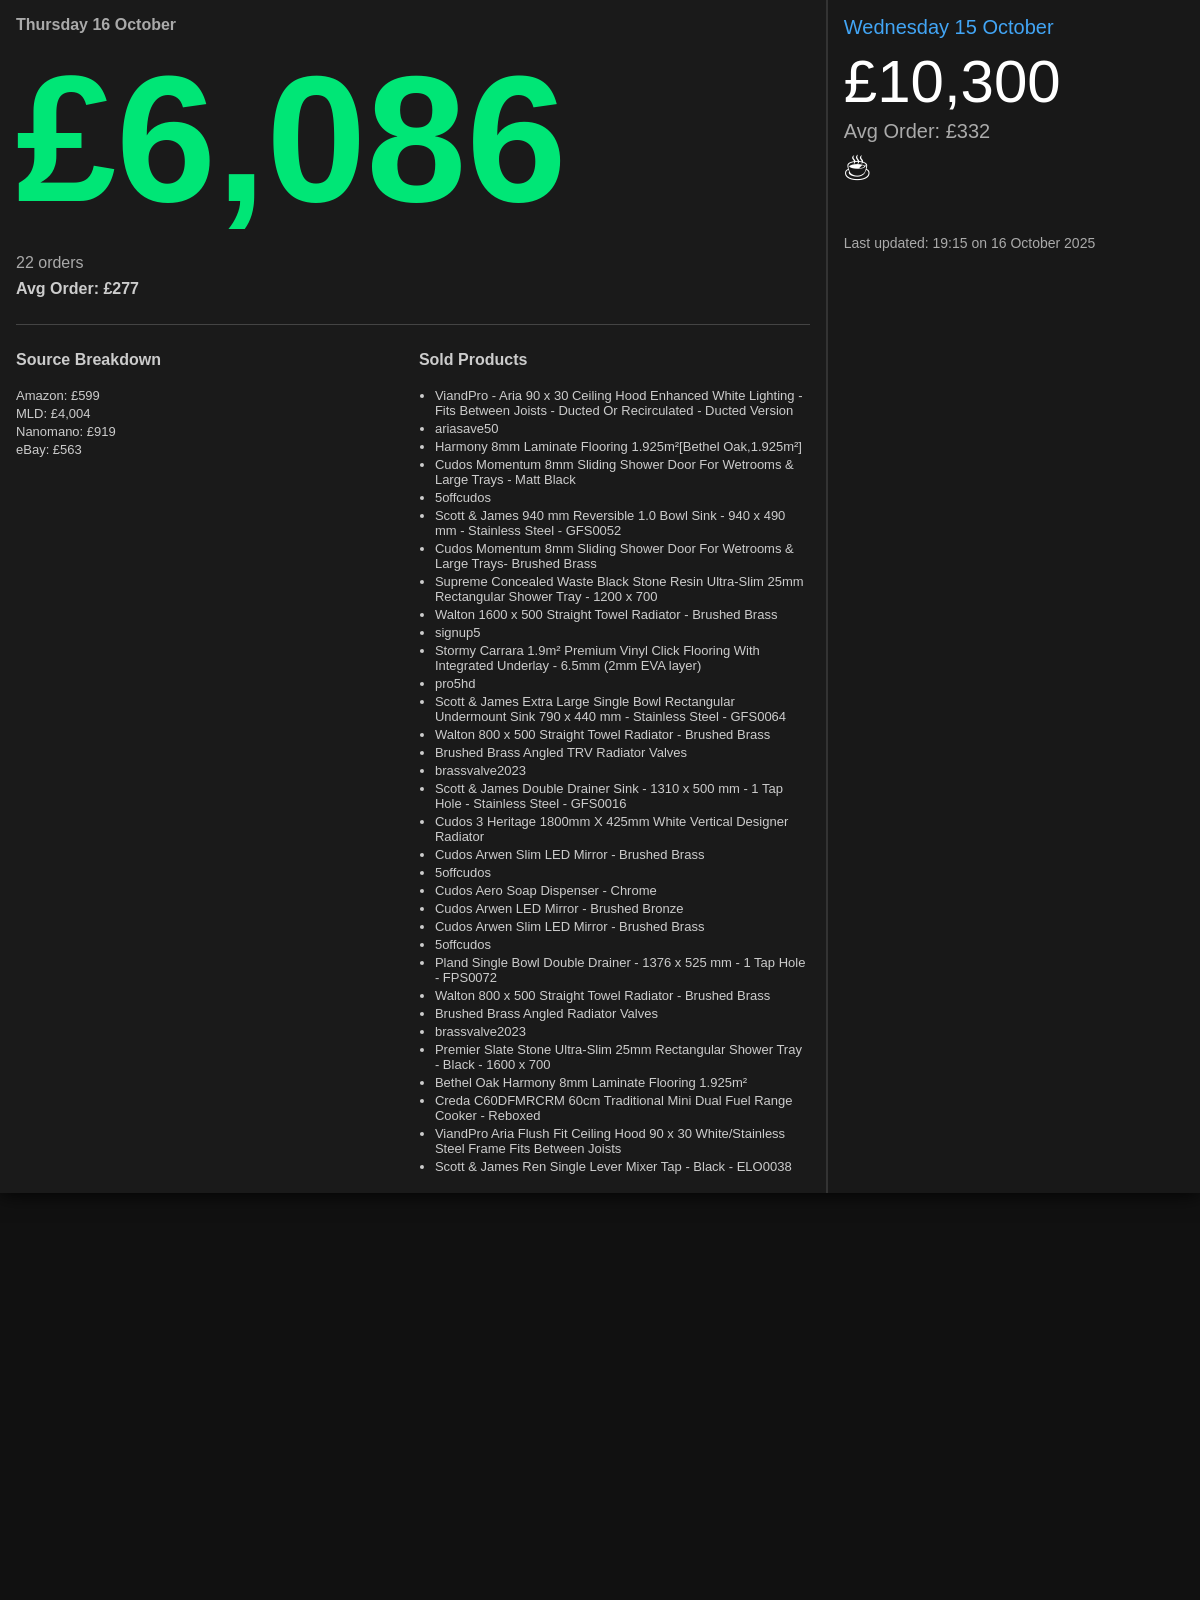 Thursday 16 October
£6,086
22 orders
Avg Order: £277
Source Breakdown
Amazon: £599
MLD: £4,004
Nanomano: £919
eBay: £563
Sold Products
• ViandPro - Aria 90 x 30 Ceiling Hood Enhanced White Lighting -
Fits Between Joists - Ducted Or Recirculated - Ducted Version
• ariasave50
• Harmony 8mm Laminate Flooring 1.925m²[Bethel Oak,1.925m²]
• Cudos Momentum 8mm Sliding Shower Door For Wetrooms &
Large Trays - Matt Black
• 5offcudos
• Scott & James 940 mm Reversible 1.0 Bowl Sink - 940 x 490
mm - Stainless Steel - GFS0052
• Cudos Momentum 8mm Sliding Shower Door For Wetrooms &
Large Trays- Brushed Brass
• Supreme Concealed Waste Black Stone Resin Ultra-Slim 25mm
Rectangular Shower Tray - 1200 x 700
• Walton 1600 x 500 Straight Towel Radiator - Brushed Brass
• signup5
• Stormy Carrara 1.9m² Premium Vinyl Click Flooring With
Integrated Underlay - 6.5mm (2mm EVA layer)
• pro5hd
• Scott & James Extra Large Single Bowl Rectangular
Undermount Sink 790 x 440 mm - Stainless Steel - GFS0064
• Walton 800 x 500 Straight Towel Radiator - Brushed Brass
• Brushed Brass Angled TRV Radiator Valves
• brassvalve2023
• Scott & James Double Drainer Sink - 1310 x 500 mm - 1 Tap
Hole - Stainless Steel - GFS0016
• Cudos 3 Heritage 1800mm X 425mm White Vertical Designer
Radiator
• Cudos Arwen Slim LED Mirror - Brushed Brass
• 5offcudos
• Cudos Aero Soap Dispenser - Chrome
• Cudos Arwen LED Mirror - Brushed Bronze
• Cudos Arwen Slim LED Mirror - Brushed Brass
• 5offcudos
• Pland Single Bowl Double Drainer - 1376 x 525 mm - 1 Tap Hole
- FPS0072
• Walton 800 x 500 Straight Towel Radiator - Brushed Brass
• Brushed Brass Angled Radiator Valves
• brassvalve2023
• Premier Slate Stone Ultra-Slim 25mm Rectangular Shower Tray
- Black - 1600 x 700
• Bethel Oak Harmony 8mm Laminate Flooring 1.925m²
• Creda C60DFMRCRM 60cm Traditional Mini Dual Fuel Range
Cooker - Reboxed
• ViandPro Aria Flush Fit Ceiling Hood 90 x 30 White/Stainless
Steel Frame Fits Between Joists
• Scott & James Ren Single Lever Mixer Tap - Black - ELO0038
Wednesday 15 October
£10,300
Avg Order: £332
☕
Last updated: 19:15 on 16 October 2025